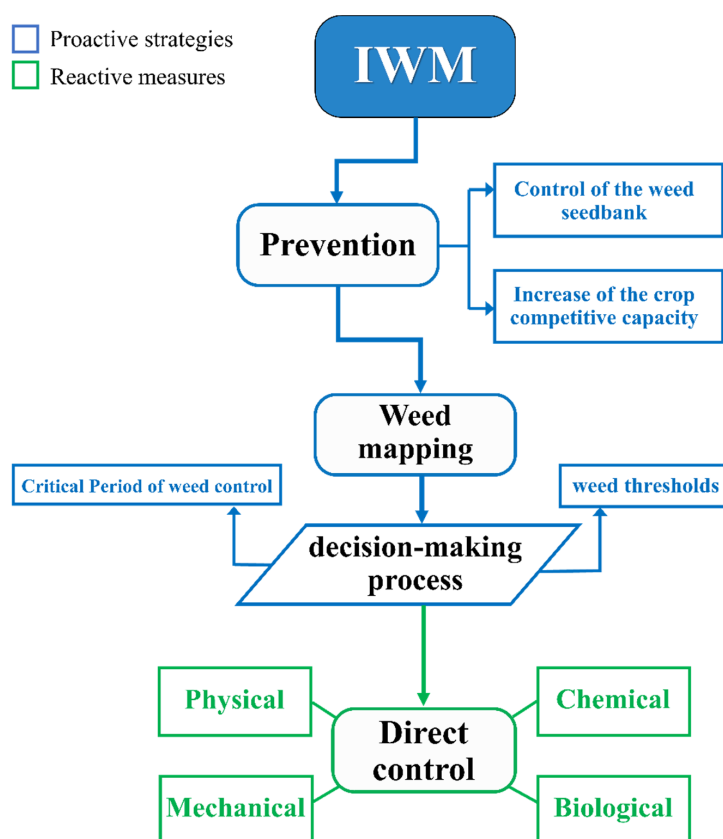 Proactive strategies
Reactive measures
IWM
Prevention
Control of the weed
seedbank
Increase of the crop
competitive capacity
Weed
mapping
Critical Period of weed control
weed thresholds
decision-making
process
Physical
Chemical
Direct
control
Mechanical
Biological